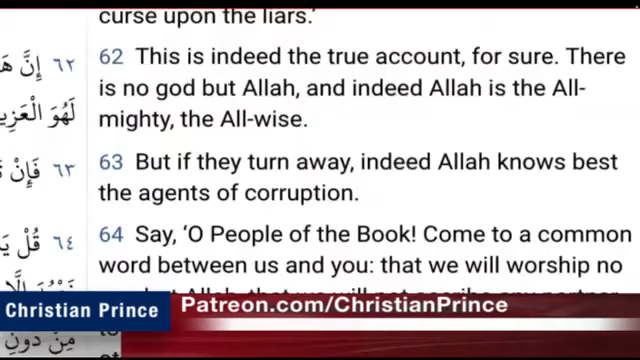 curse upon the liars.'
62 This is indeed the true account, for sure. There
is no god but Allah, and indeed Allah is the All-
mighty, the All-wise.
63 But if they turn away, indeed Allah knows best
the agents of corruption.
64 Say, 'O People of the Book! Come to a common
word between us and you: that we will worship no
٦٢ إِنَّ
لَهُوَ
٦٣ فَإِنْ
٦٤ قُلْ
مِنْ دُونِ
Christian Prince
Patreon.com/ChristianPrince